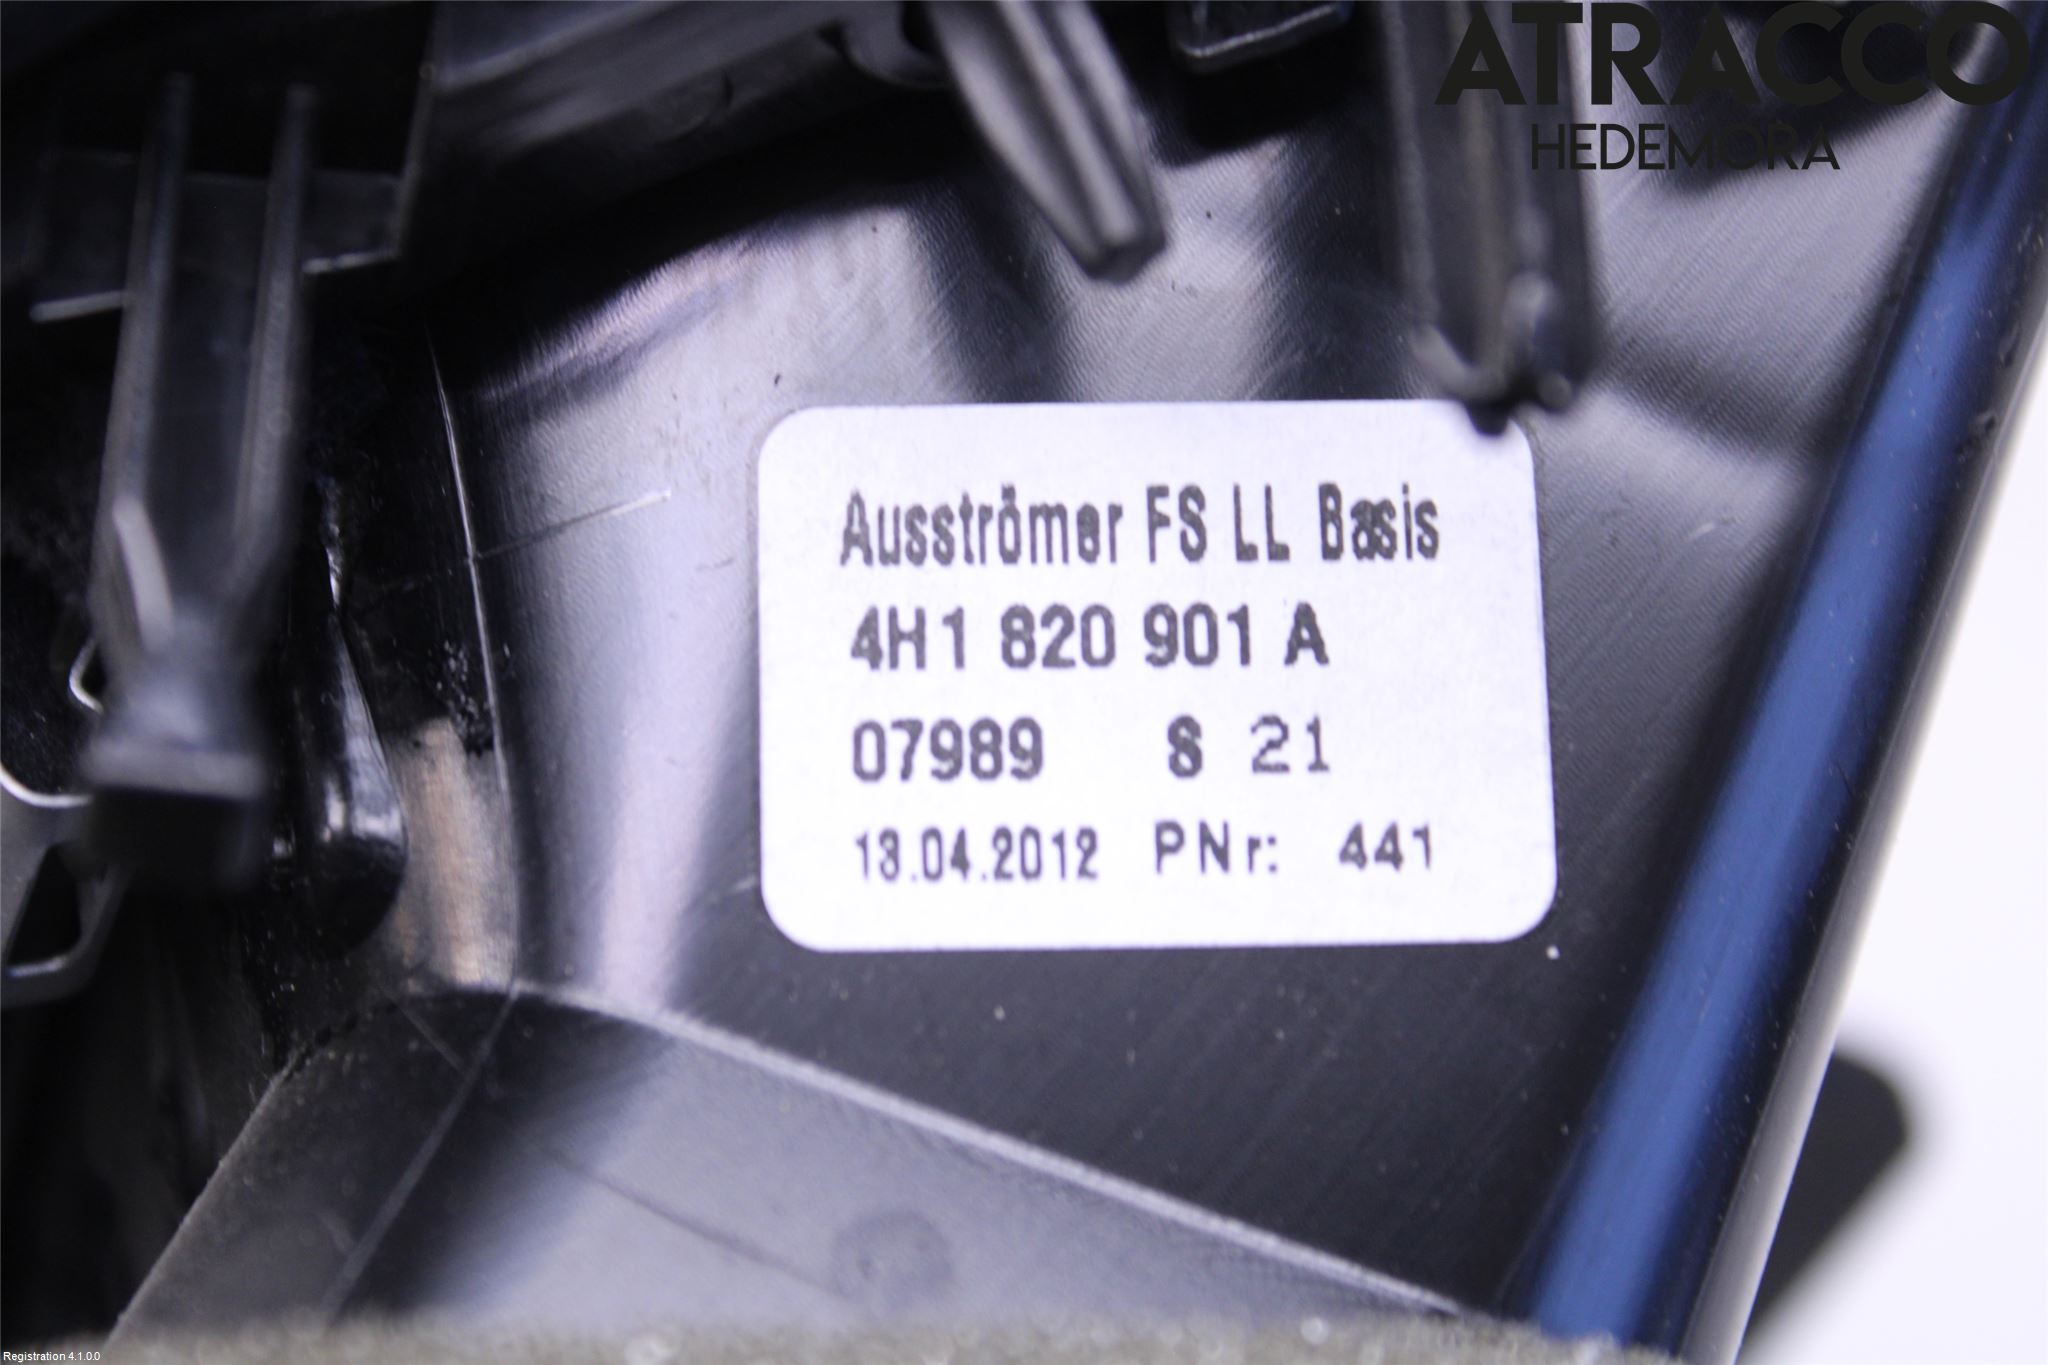 ATRACCO
HEDEMORA
Ausströmer FS LL Basis
4H1 820 901 A
07989 S 21
13.04.2012 PNr: 441
Registration 4.1.0.0